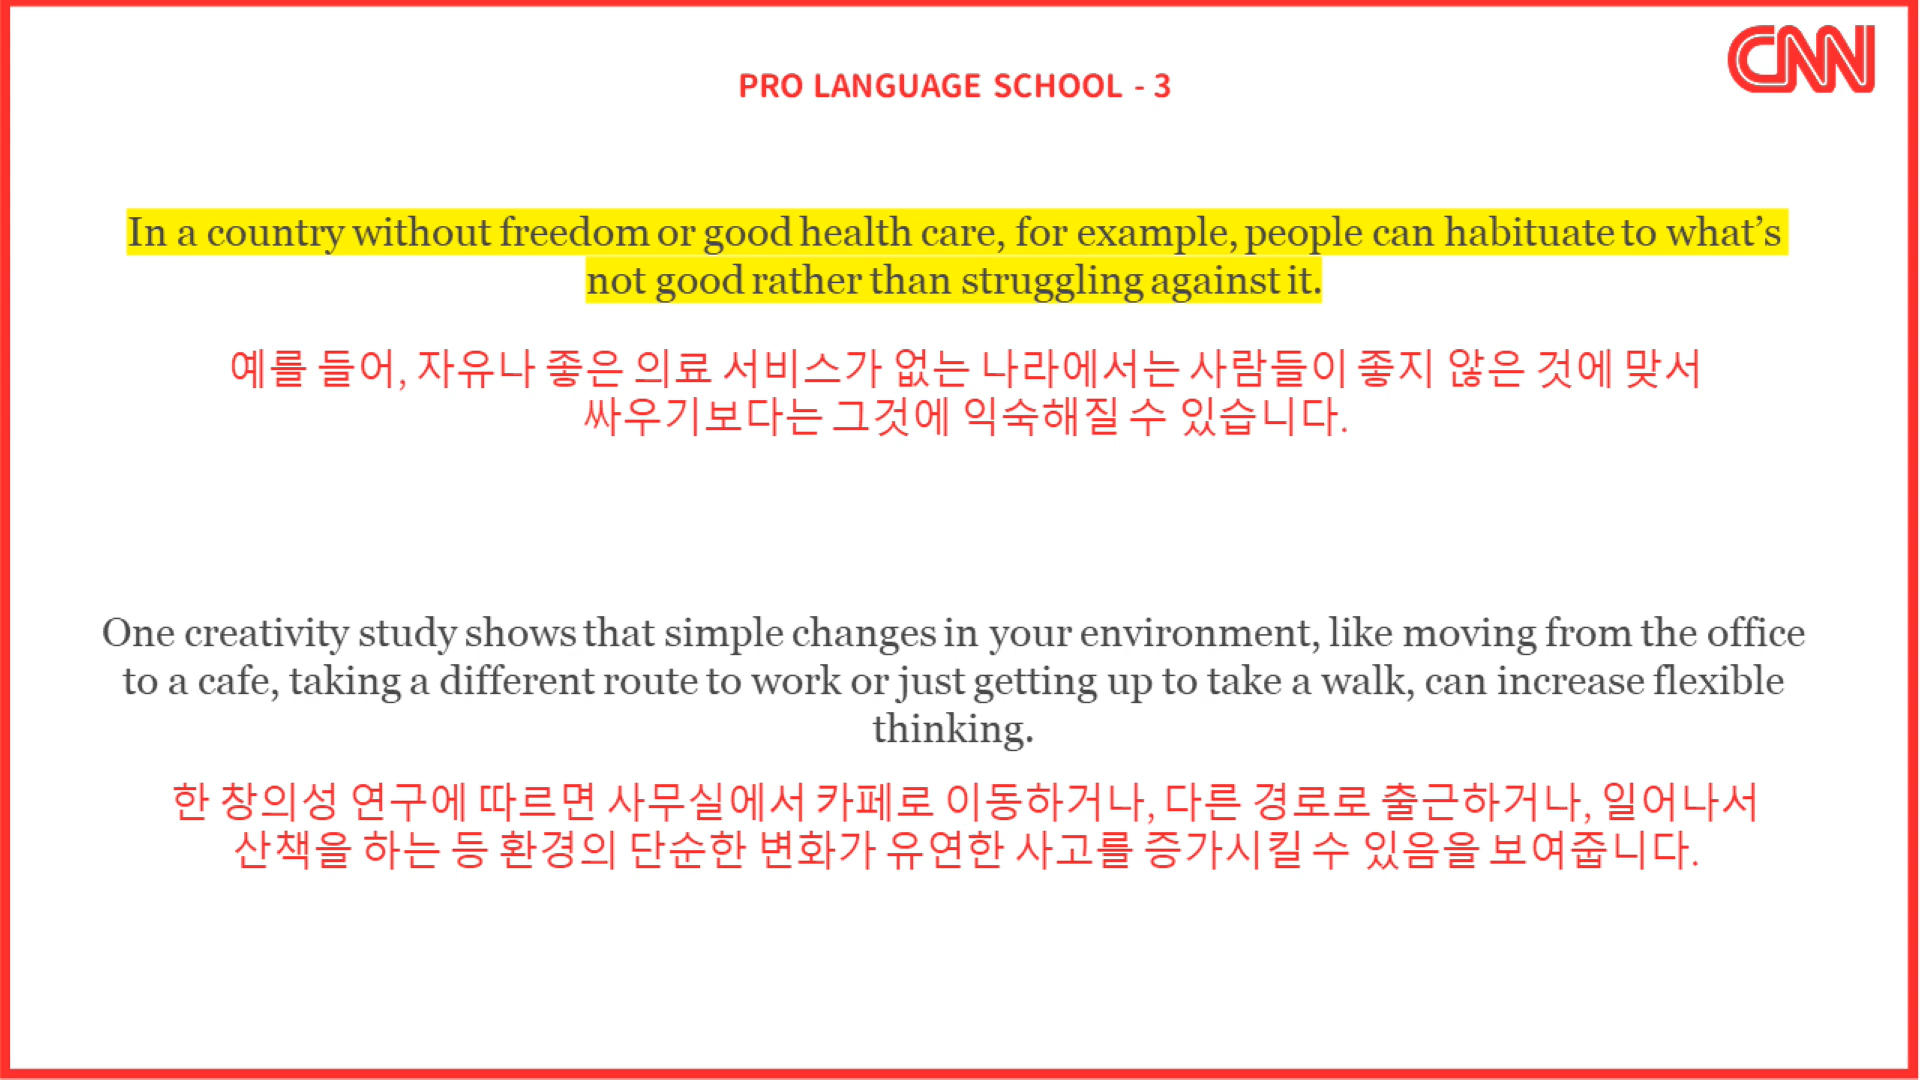 CNN
PRO LANGUAGE SCHOOL - 3
In a country without freedom or good health care, for example, people can habituate to what’s
not good rather than struggling against it.
예를 들어, 자유나 좋은 의료 서비스가 없는 나라에서는 사람들이 좋지 않은 것에 맞서
싸우기보다는 그것에 익숙해질 수 있습니다.
One creativity study shows that simple changes in your environment, like moving from the office
to a cafe, taking a different route to work or just getting up to take a walk, can increase flexible
thinking.
한 창의성 연구에 따르면 사무실에서 카페로 이동하거나, 다른 경로로 출근하거나, 일어나서
산책을 하는 등 환경의 단순한 변화가 유연한 사고를 증가시킬 수 있음을 보여줍니다.